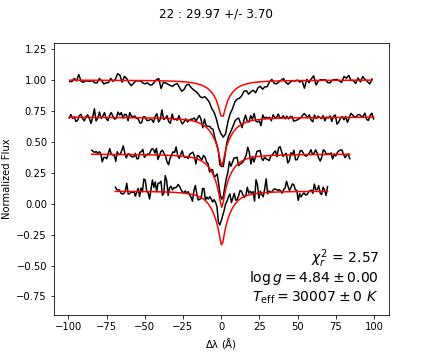 22 : 29.97 +/- 3.70
1.25
1.00
0.75
0.50
0.25
0.00
−0.25
−0.50
−0.75
Normalized Flux
χ²ᵣ = 2.57
log g = 4.84 ± 0.00
T_eff = 30007 ± 0 K
−100 −75 −50 −25 0 25 50 75 100
Δλ (Å)